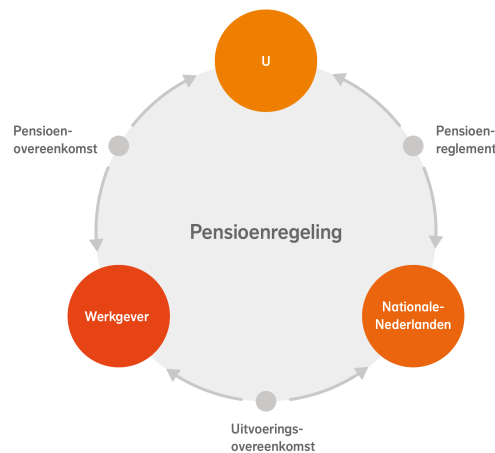 U
Pensioen-
overeenkomst
Pensioen-
reglement
Pensioenregeling
Werkgever
Nationale-
Nederlanden
Uitvoerings-
overeenkomst